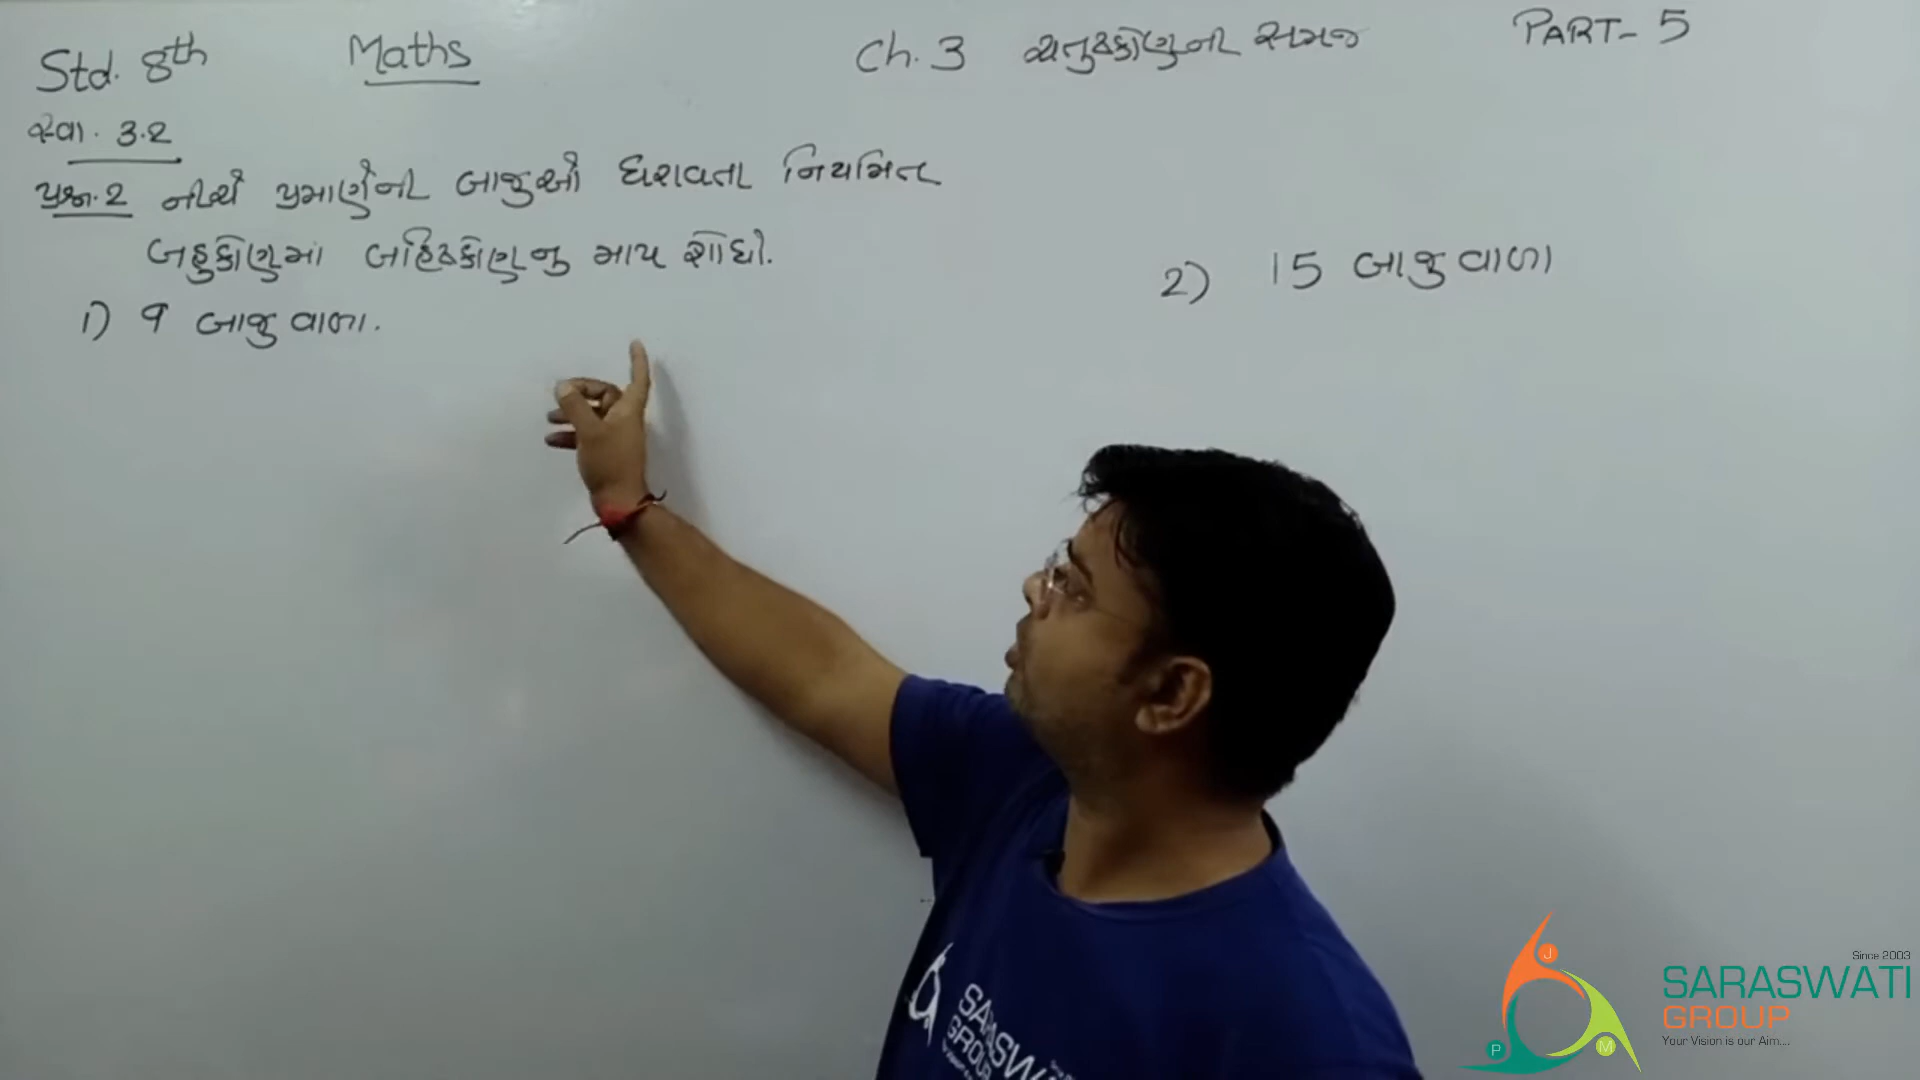 Std. 8th Maths Ch. 3 ચતુષ્કોણની સમજ PART - 5
સ્વા. 3.2
પ્રશ્ન.2 નીચે પ્રમાણેની બાજુઓ ધરાવતા નિયમિત
બહુકોણમાં બહિષ્કોણનુ માપ શોધો.
1) 9 બાજુ વાળા.
2) 15 બાજુ વાળા
Since 2003
SARASWATI
GROUP
Your Vision is our Aim....
J
P
M